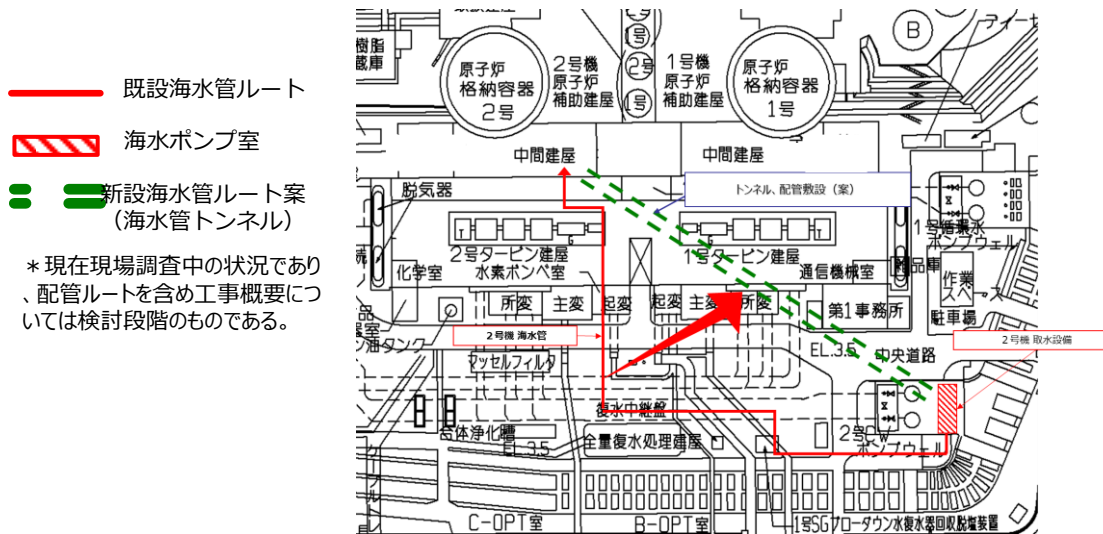 既設海水管ルート
海水ポンプ室
新設海水管ルート案
（海水管トンネル）
＊現在現場調査中の状況であり
、配管ルートを含め工事概要につ
いては検討段階のものである。
樹脂
蔵庫
原子炉
格納容器
2号
2号機
原子炉
補助建屋
1号
2号
1号
1号機
原子炉
補助建屋
原子炉
格納容器
1号
B
中間建屋
中間建屋
トンネル、配管敷設（案）
脱気器
1号循環水
ポンプウェル
T
G
G
T
2号タービン建屋
1号タービン建屋
化学室
水素ボンベ室
通信機械室
作業
スペース
所変
主変
起変
起変
主変
所変
第1事務所
駐車場
油タンク
2号機 海水管
EL.3.5
中央道路
2号機 取水設備
マッセルフィルタ
復水中継盤
合体浄化槽
EL.3.5
全量復水処理建屋
2号CW
ポンプウェル
C-OPT室
B-OPT室
1号SGブローダウン水復水器回収脱塩装置